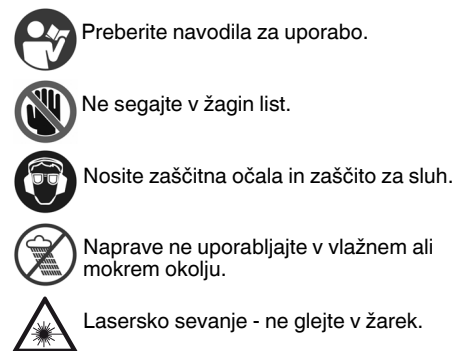 Preberite navodila za uporabo.
Ne segajte v žagin list.
Nosite zaščitna očala in zaščito za sluh.
Naprave ne uporabljajte v vlažnem ali
mokrem okolju.
Lasersko sevanje - ne glejte v žarek.